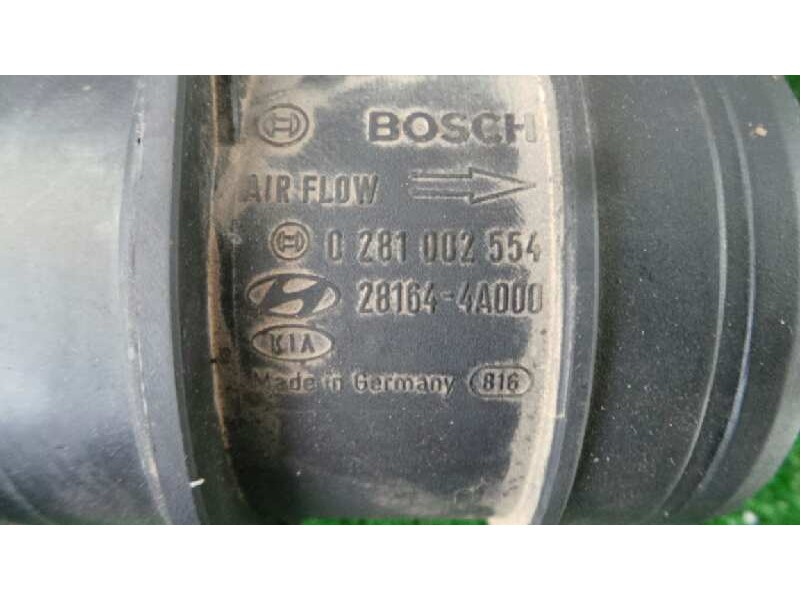 BOSCH
AIR FLOW
0 281 002 554
28164-4A000
KIA
Made in Germany 816